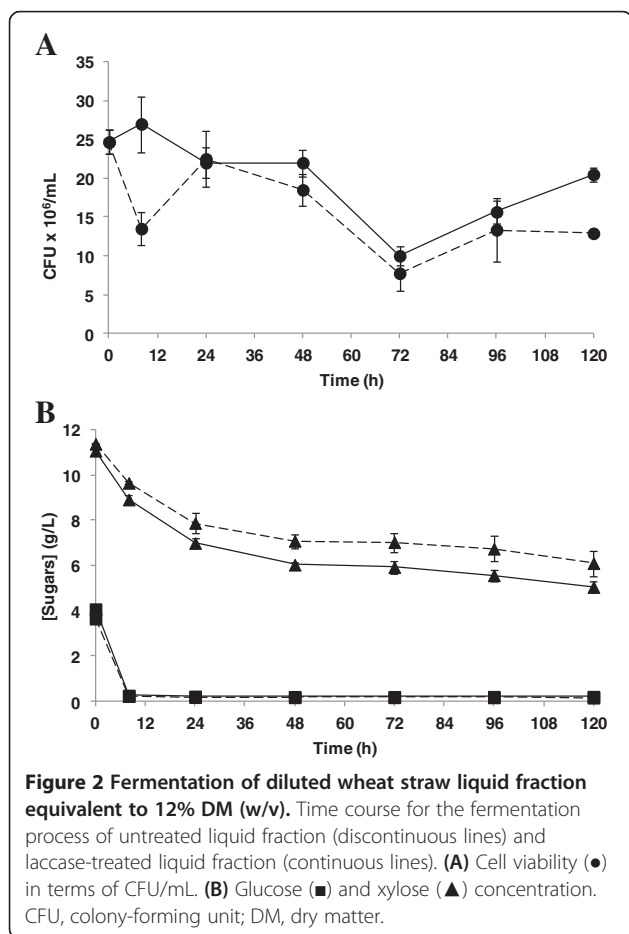 A
35
30
25
20
15
10
5
0
CFU x 10⁶/mL
0 12 24 36 48 60 72 84 96 108 120
Time (h)
B
12
10
8
6
4
2
0
[Sugars] (g/L)
0 12 24 36 48 60 72 84 96 108 120
Time (h)
Figure 2 Fermentation of diluted wheat straw liquid fraction
equivalent to 12% DM (w/v). Time course for the fermentation
process of untreated liquid fraction (discontinuous lines) and
laccase-treated liquid fraction (continuous lines). (A) Cell viability (●)
in terms of CFU/mL. (B) Glucose (■) and xylose (▲) concentration.
CFU, colony-forming unit; DM, dry matter.